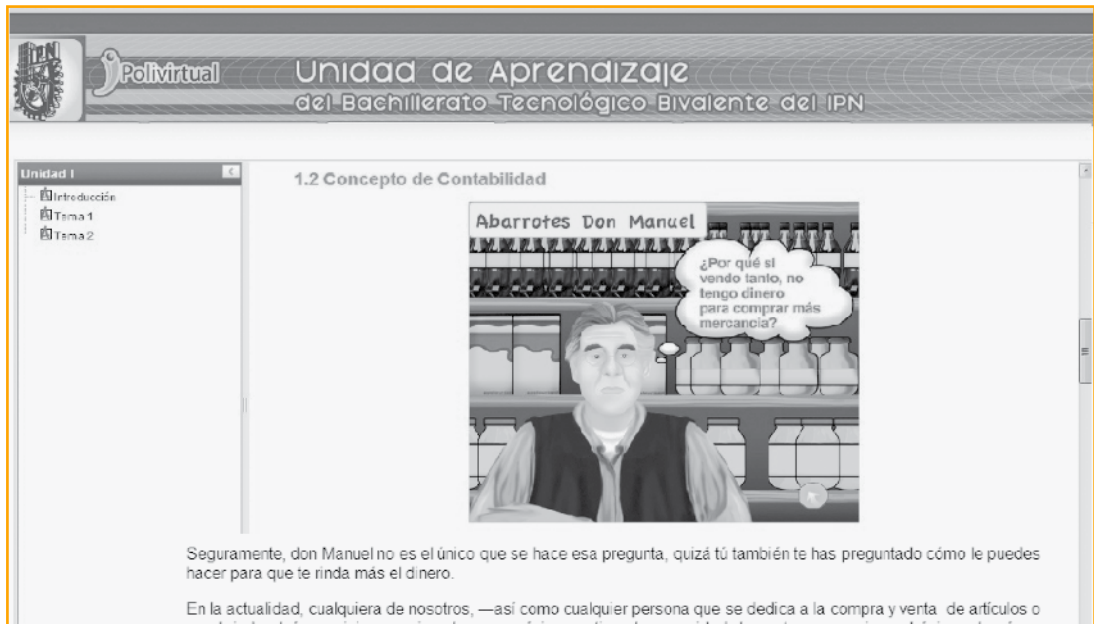 IPN
Polivirtual
Unidad de Aprendizaje
del Bachillerato Tecnológico Bivalente del IPN
Unidad I
Introducción
Tema 1
Tema 2
1.2 Concepto de Contabilidad
Abarrotes Don Manuel
¿Por qué si
vendo tanto, no
tengo dinero
para comprar más
mercancia?
Seguramente, don Manuel no es el único que se hace esa pregunta, quizá tú también te has preguntado cómo le puedes
hacer para que te rinda más el dinero.
En la actualidad, cualquiera de nosotros, —así como cualquier persona que se dedica a la compra y venta de artículos o